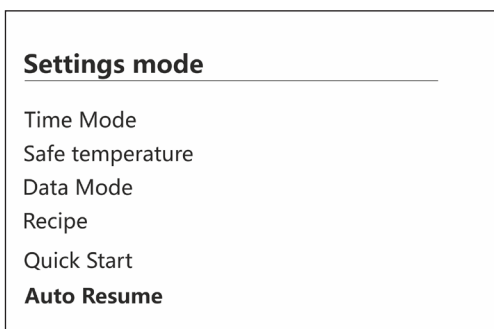 Settings mode
Time Mode
Safe temperature
Data Mode
Recipe
Quick Start
Auto Resume